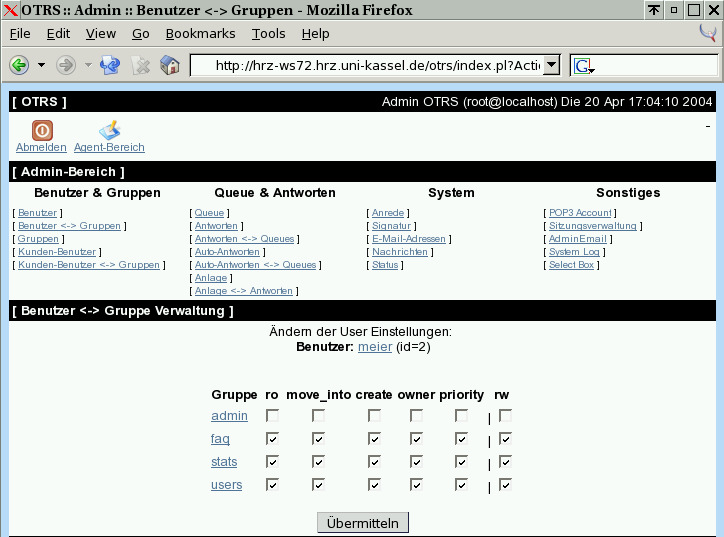 OTRS :: Admin :: Benutzer <-> Gruppen - Mozilla Firefox
File Edit View Go Bookmarks Tools Help
http://hrz-ws72.hrz.uni-kassel.de/otrs/index.pl?Acti
[ OTRS ] Admin OTRS (root@localhost) Die 20 Apr 17:04:10 2004
Abmelden Agent-Bereich -
[ Admin-Bereich ]
Benutzer & Gruppen Queue & Antworten System Sonstiges
[ Benutzer ] [ Queue ] [ Anrede ] [ POP3 Account ]
[ Benutzer <-> Gruppen ] [ Antworten ] [ Signatur ] [ Sitzungsverwaltung ]
[ Gruppen ] [ Antworten <-> Queues ] [ E-Mail-Adressen ] [ AdminEmail ]
[ Kunden-Benutzer ] [ Auto-Antworten ] [ Nachrichten ] [ System Log ]
[ Kunden-Benutzer <-> Gruppen ] [ Auto-Antworten <-> Queues ] [ Status ] [ Select Box ]
[ Anlage ]
[ Anlage <-> Antworten ]
[ Benutzer <-> Gruppe Verwaltung ]
Ändern der User Einstellungen:
Benutzer: meier (id=2)
Gruppe ro move_into create owner priority rw
admin |
faq |
stats |
users |
Übermitteln